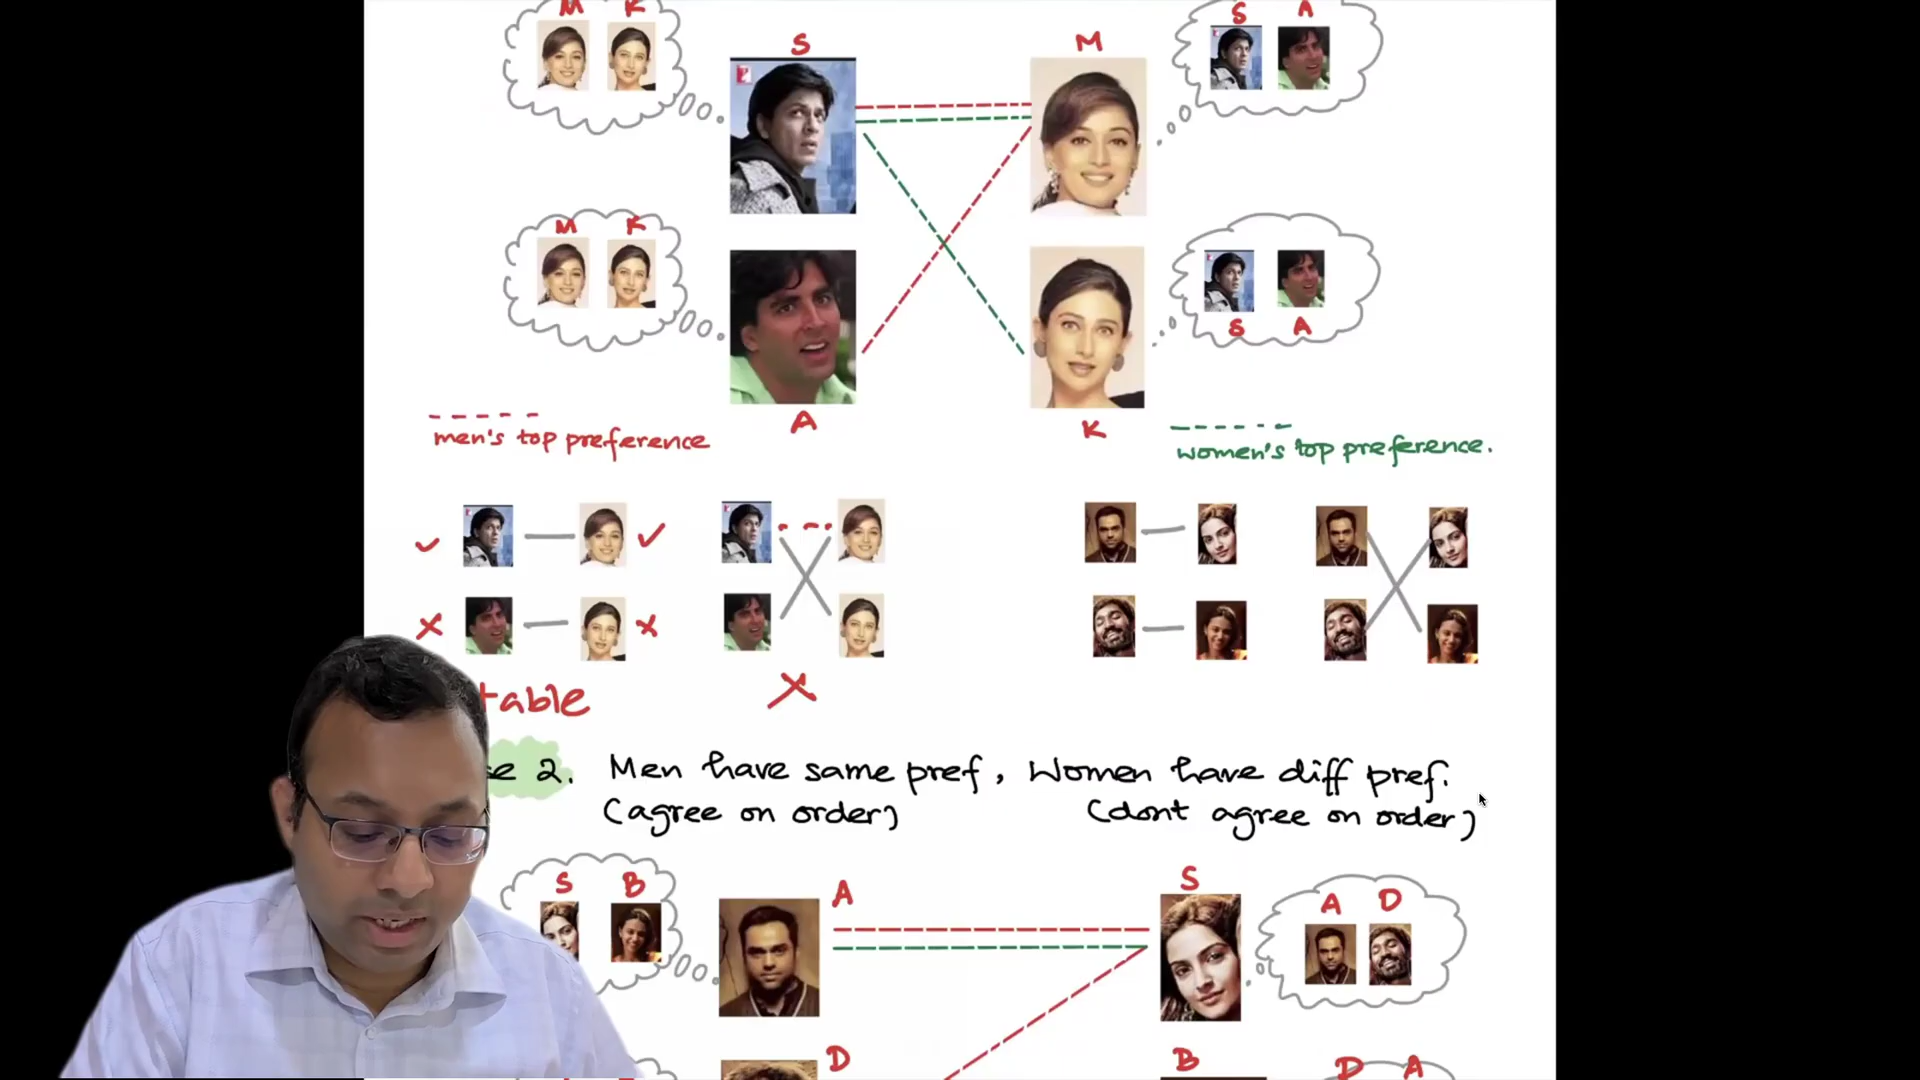 M K
S
M
S A
M K
S A
A
K
men's top preference
women's top preference.
table
se 2. Men have same pref, Women have diff pref.
(agree on order) (dont agree on order)
S B
A
S
A D
D
B
D A